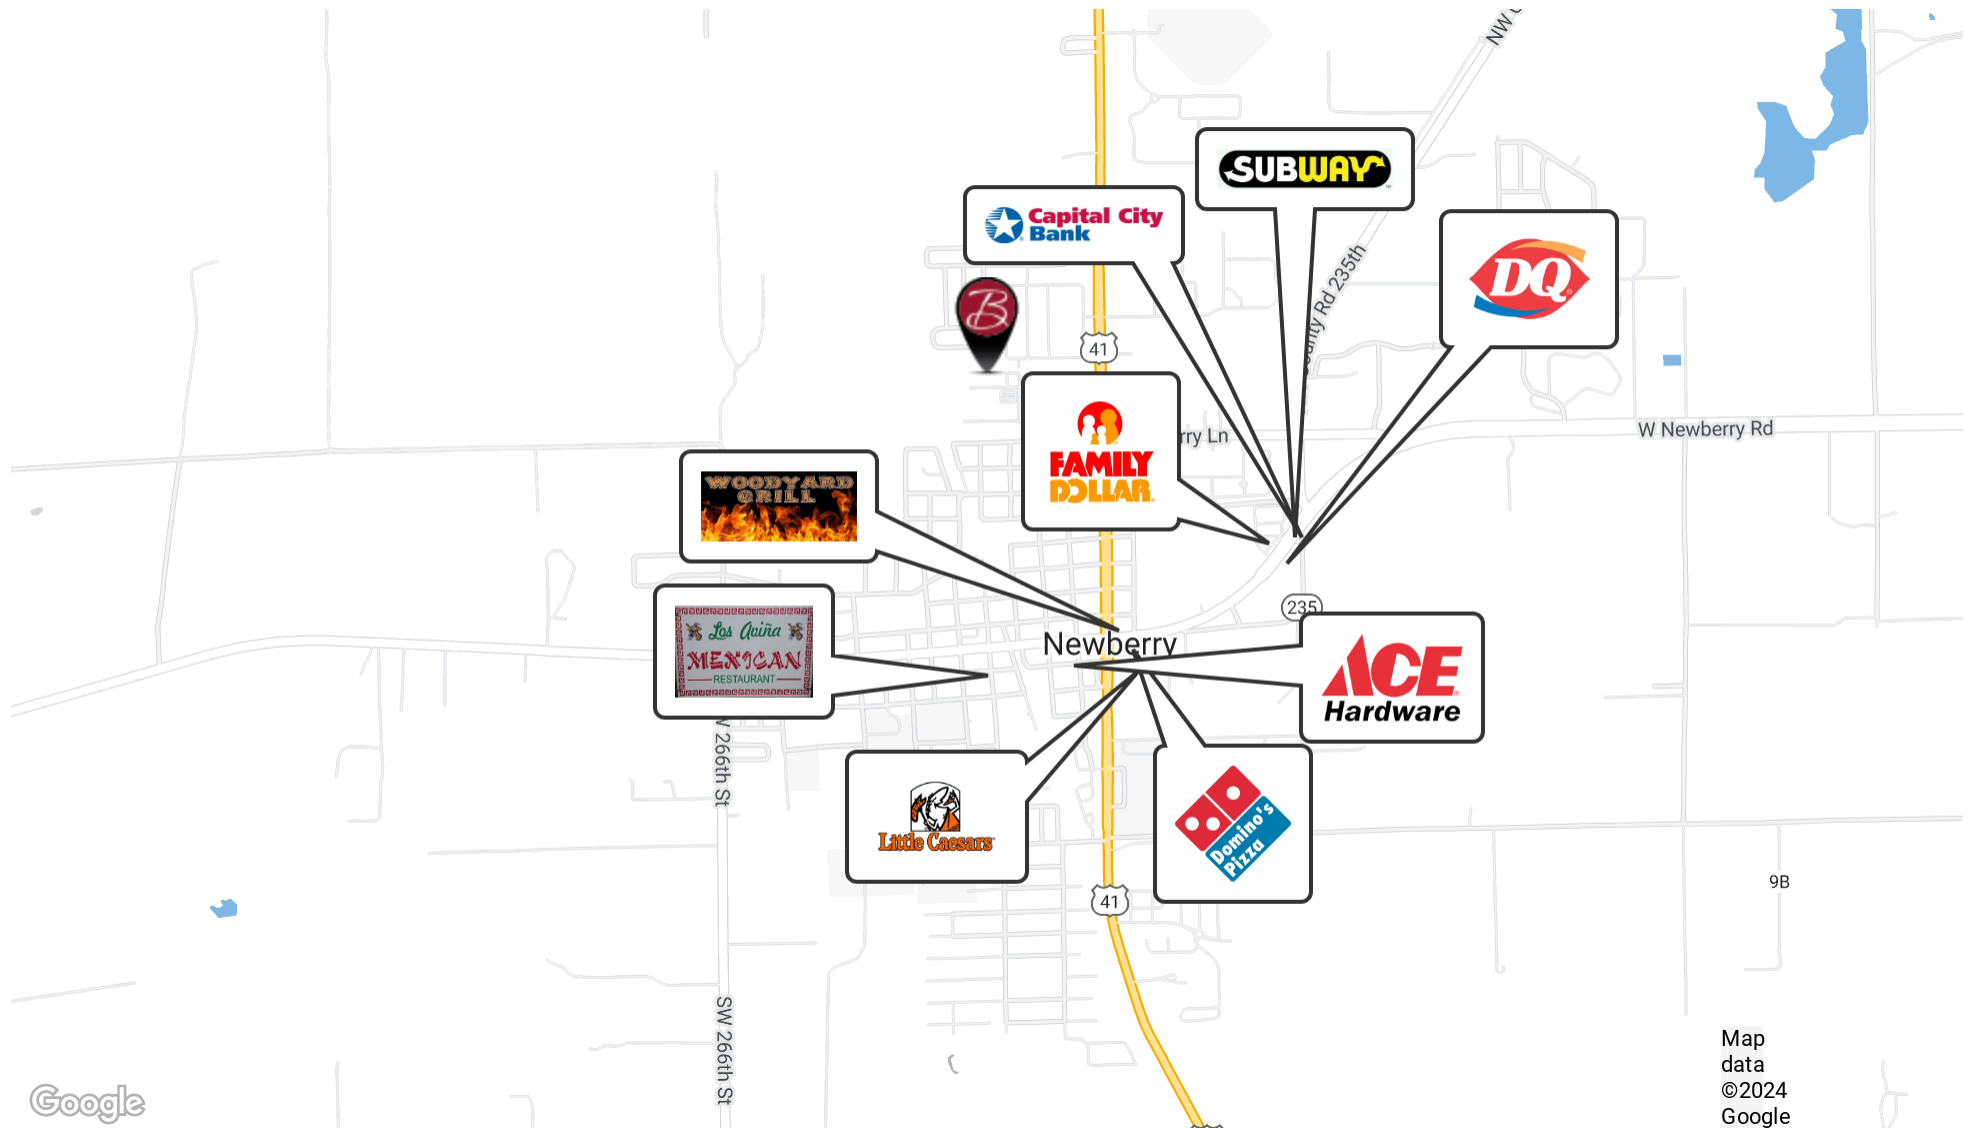 NW C
SUBWAY
Capital City
Bank
DQ
B
41
County Rd 235th
FAMILY
DOLLAR
rry Ln
W Newberry Rd
WOODYARD
GRILL
235
Los Aviña
MEXICAN
RESTAURANT
Newberry
ACE
Hardware
W 266th St
Little Caesars
Domino's
Pizza
9B
41
SW 266th St
Map
data
©2024
Google
Google